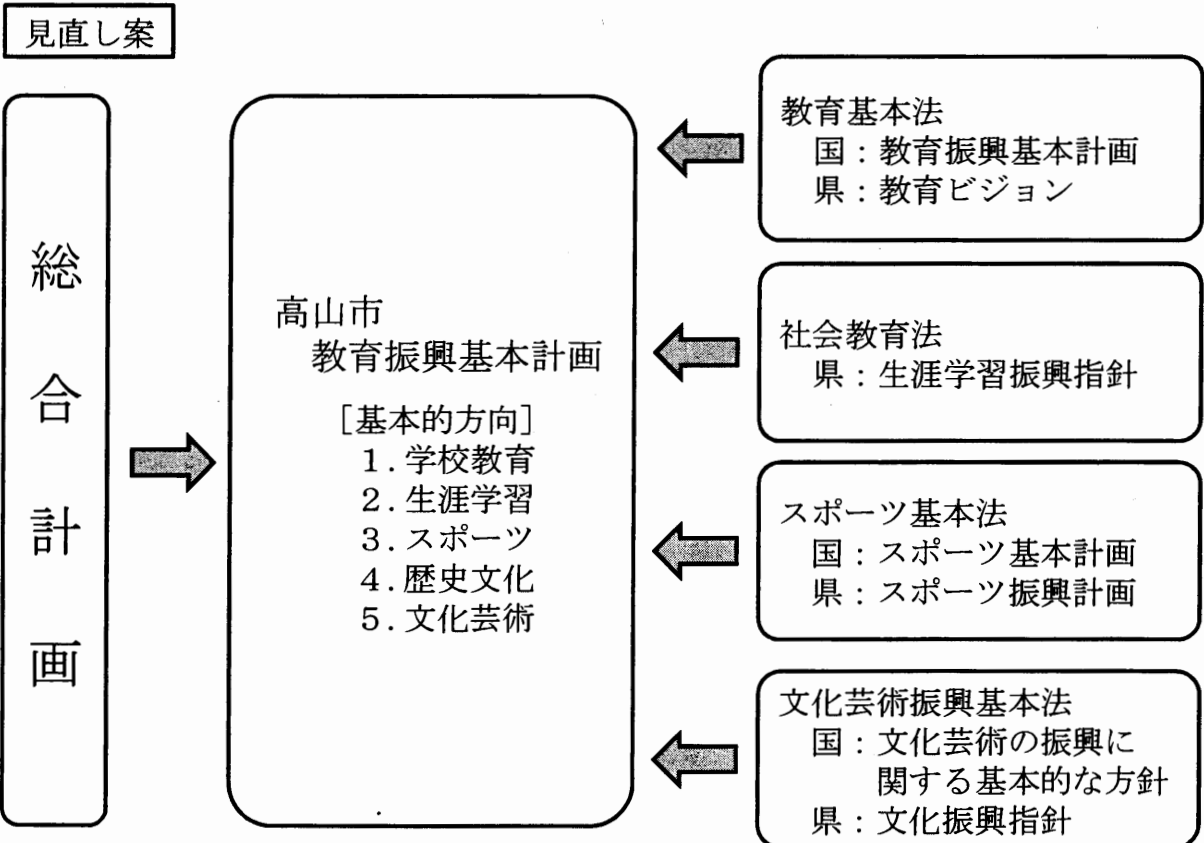 見直し案
総合計画
高山市
教育振興基本計画
[基本的方向]
1.学校教育
2.生涯学習
3.スポーツ
4.歴史文化
5.文化芸術
教育基本法
国：教育振興基本計画
県：教育ビジョン
社会教育法
県：生涯学習振興指針
スポーツ基本法
国：スポーツ基本計画
県：スポーツ振興計画
文化芸術振興基本法
国：文化芸術の振興に
関する基本的な方針
県：文化振興指針